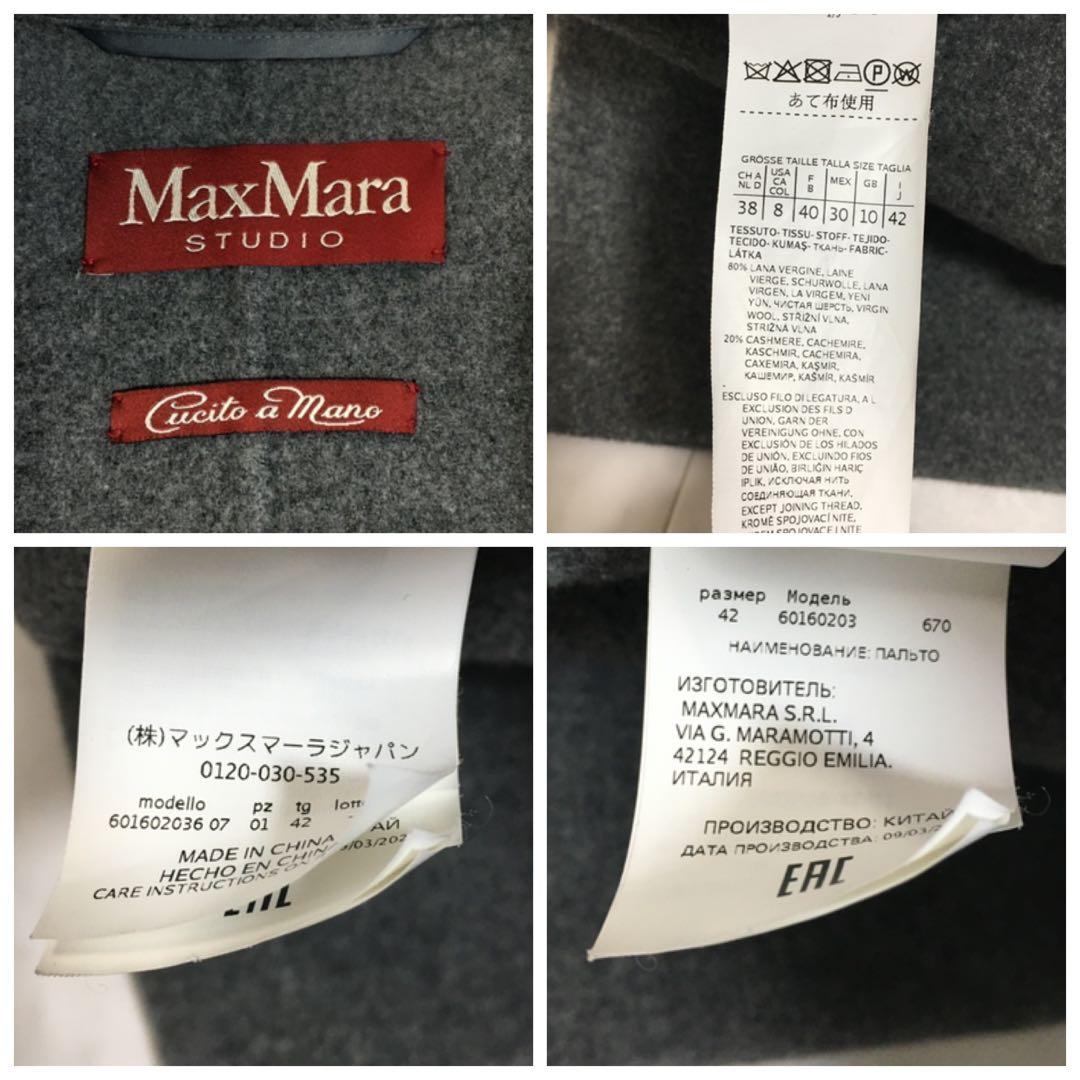 MaxMara
STUDIO
Cucito a Mano
P W
あて布使用
GRÖSSE TAILLE TALLA SIZE TAGLIA
CH A NL D
USA CA COL
F B
MEX
GB
I J
38 8 40 30 10 42
TESSUTO- TISSU- STOFF- TEJIDO-
TECIDO- KUMAŞ- ТКАНЬ- FABRIC-
LÁTKA
80% LANA VERGINE, LAINE
VIERGE, SCHURWOLLE, LANA
VIRGEN, LA VIRGEM, YENI
YÜN, ЧИСТАЯ ШЕРСТЬ, VIRGIN
WOOL, STŘIŽNÍ VLNA,
STRIŽNÁ VLNA
20% CASHMERE, CACHEMIRE,
KASCHMIR, CACHEMIRA,
CAXEMIRA, KAŞMIR,
КАШЕМИР, KAŠMÍR, KAŠMÍR
ESCLUSO FILO DI LEGATURA, A L
EXCLUSION DES FILS D
UNION, GARN DER
VEREINIGUNG OHNE, CON
EXCLUSIÓN DE LOS HILADOS
DE UNIÓN, EXCLUINDO FIOS
DE UNIÃO, BIRLIĞIN HARIÇ
IPLIK, ИСКЛЮЧАЯ НИТЬ
СОЕДИНЯЮЩАЯ ТКАНИ,
EXCEPT JOINING THREAD,
KROMĚ SPOJOVACÍ NITE,
(株)マックスマーラジャパン
0120-030-535
modello pz tg
601602036 07 01 42
MADE IN CHINA
HECHO EN CHINA
CARE INSTRUCTIONS
размер Модель
42 60160203 670
НАИМЕНОВАНИЕ: ПАЛЬТО
ИЗГОТОВИТЕЛЬ:
MAXMARA S.R.L.
VIA G. MARAMOTTI, 4
42124 REGGIO EMILIA.
ИТАЛИЯ
ПРОИЗВОДСТВО: КИТАЙ
ДАТА ПРОИЗВОДСТВА: 09/03/2
EAC